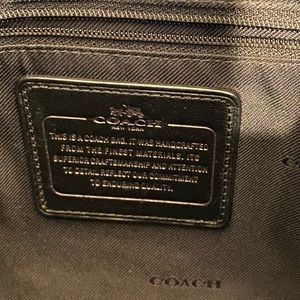 COACH
NEW YORK
THIS IS A COACH BAG. IT WAS HANDCRAFTED
FROM THE FINEST MATERIALS. ITS
SUPERIOR CRAFTSMANSHIP AND ATTENTION
TO DETAIL REFLECT OUR COMMITMENT
TO ENDURING QUALITY.
COACH